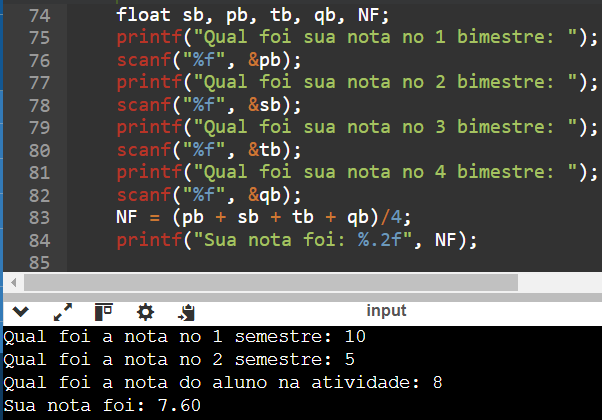 74 float sb, pb, tb, qb, NF;
75 printf("Qual foi sua nota no 1 bimestre: ");
76 scanf("%f", &pb);
77 printf("Qual foi sua nota no 2 bimestre: ");
78 scanf("%f", &sb);
79 printf("Qual foi sua nota no 3 bimestre: ");
80 scanf("%f", &tb);
81 printf("Qual foi sua nota no 4 bimestre: ");
82 scanf("%f", &qb);
83 NF = (pb + sb + tb + qb)/4;
84 printf("Sua nota foi: %.2f", NF);
85
input
Qual foi a nota no 1 semestre: 10
Qual foi a nota no 2 semestre: 5
Qual foi a nota do aluno na atividade: 8
Sua nota foi: 7.60